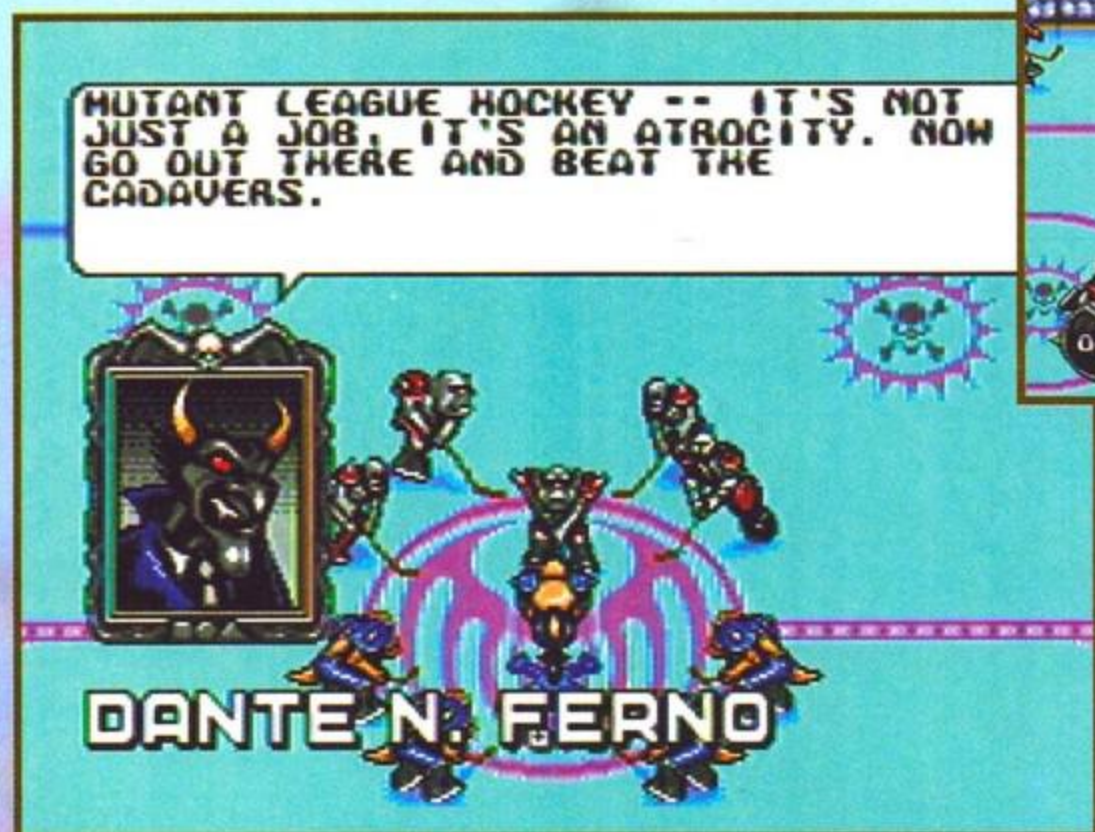 MUTANT LEAGUE HOCKEY -- IT'S NOT
JUST A JOB, IT'S AN ATROCITY. NOW
GO OUT THERE AND BEAT THE
CADAVERS.
DANTE N. FERNO